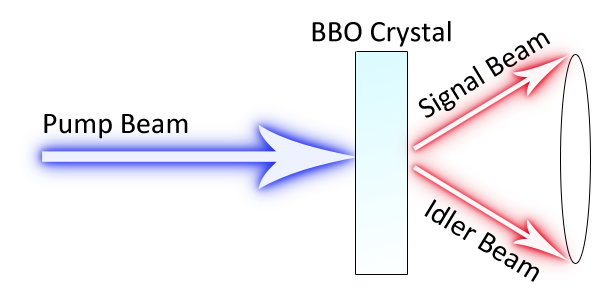 BBO Crystal
Pump Beam
Signal Beam
Idler Beam